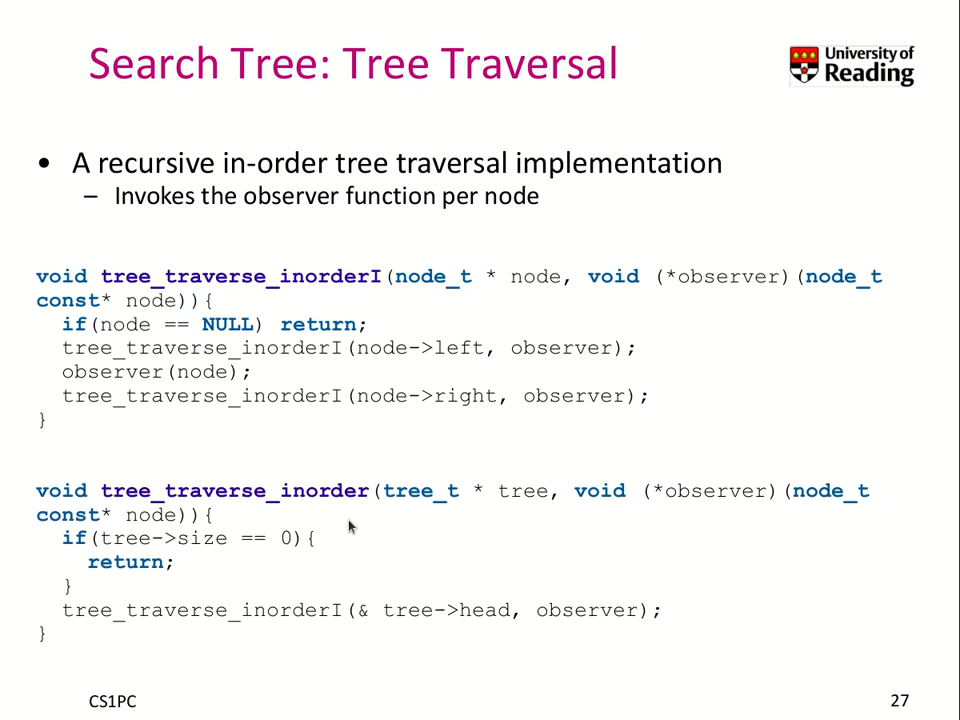 Search Tree: Tree Traversal
University of
Reading
• A recursive in-order tree traversal implementation
– Invokes the observer function per node
void tree_traverse_inorderI(node_t * node, void (*observer)(node_t
const* node)){
  if(node == NULL) return;
  tree_traverse_inorderI(node->left, observer);
  observer(node);
  tree_traverse_inorderI(node->right, observer);
}
void tree_traverse_inorder(tree_t * tree, void (*observer)(node_t
const* node)){
  if(tree->size == 0){
    return;
  }
  tree_traverse_inorderI(& tree->head, observer);
}
CS1PC
27